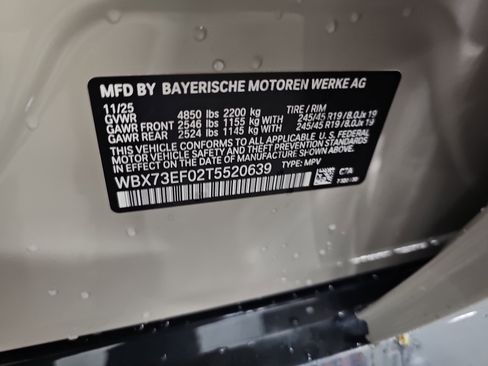 MFD BY BAYERISCHE MOTOREN WERKE AG
11/25
GVWR 4850 lbs 2200 kg TIRE / RIM
GAWR FRONT 2546 lbs 1155 kg WITH 245/45 R19 / 8.0Jx 19
GAWR REAR 2524 lbs 1145 kg WITH 245/45 R19 / 8.0Jx 19
THIS VEHICLE CONFORMS TO ALL APPLICABLE FEDERAL
MOTOR VEHICLE SAFETY AND THEFT PREVENTION STANDARDS
IN EFFECT ON THE DATE OF MANUFACTURE SHOWN ABOVE.
WBX73EF02T5520639 TYPE: MPV